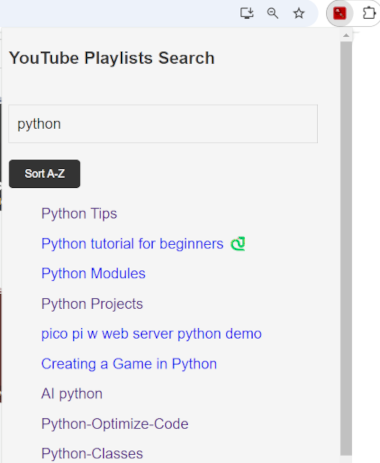 YouTube Playlists Search
python
Sort A-Z
Python Tips
Python tutorial for beginners
Python Modules
Python Projects
pico pi w web server python demo
Creating a Game in Python
AI python
Python-Optimize-Code
Python-Classes